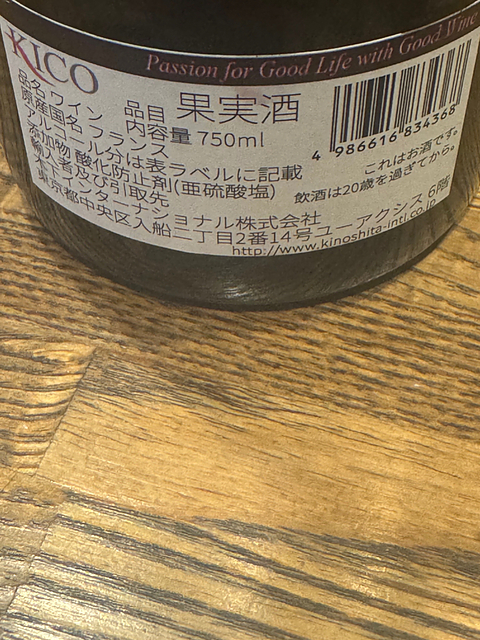 KICO
Passion for Good Life with Good Wine
品名 ワイン 品目 果実酒
原産国名 フランス 内容量 750ml
アルコール分は表ラベルに記載
添加物 酸化防止剤(亜硫酸塩)
輸入者及び引取先
インターナショナル株式会社
東京都中央区入船二丁目2番14号ユーアクシス 6階
http://www.kinoshita-intl.co.jp
4 986616 834368
これはお酒です。
飲酒は20歳を過ぎてから。